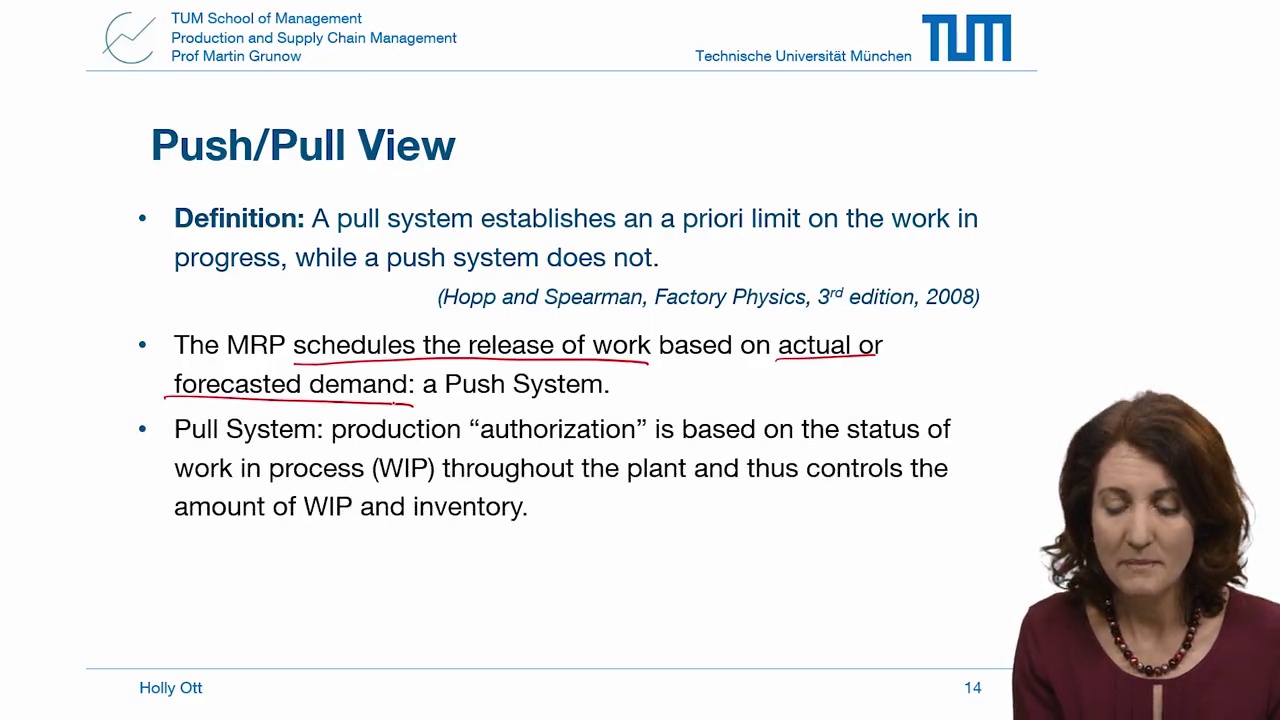 TUM School of Management
Production and Supply Chain Management
Prof Martin Grunow
Technische Universität München
TUM
Push/Pull View
• Definition: A pull system establishes an a priori limit on the work in
progress, while a push system does not.
(Hopp and Spearman, Factory Physics, 3rd edition, 2008)
• The MRP schedules the release of work based on actual or
forecasted demand: a Push System.
• Pull System: production “authorization” is based on the status of
work in process (WIP) throughout the plant and thus controls the
amount of WIP and inventory.
Holly Ott
14